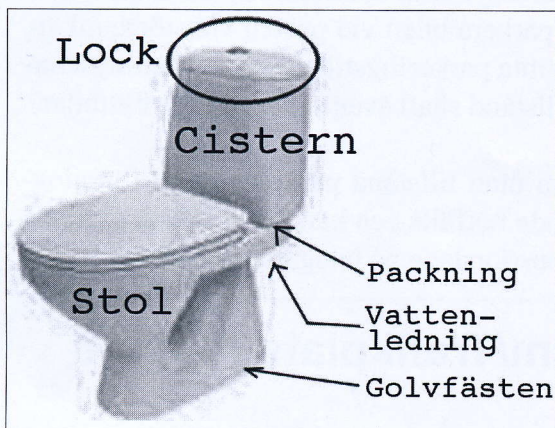 Lock
Cistern
Stol
Packning
Vatten-
ledning
Golvfästen